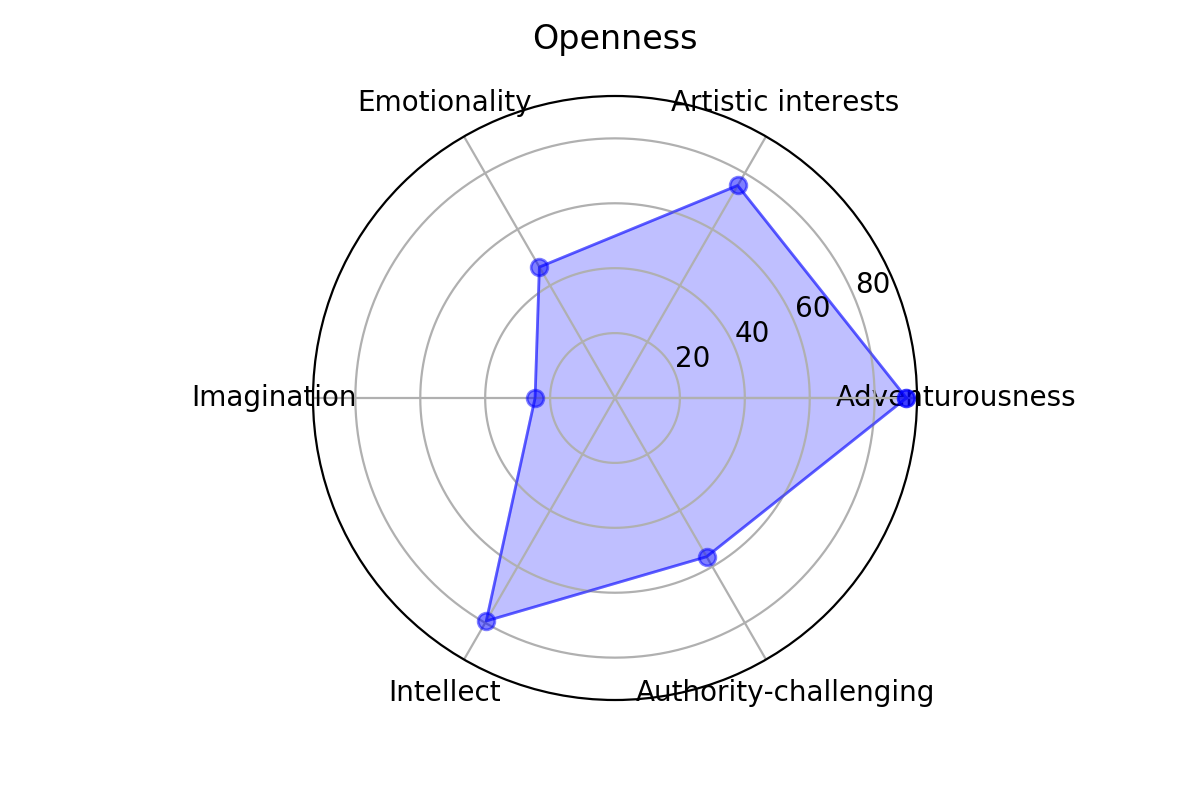 Openness
Emotionality
Artistic interests
80
60
40
20
Imagination
Adventurousness
Intellect
Authority-challenging